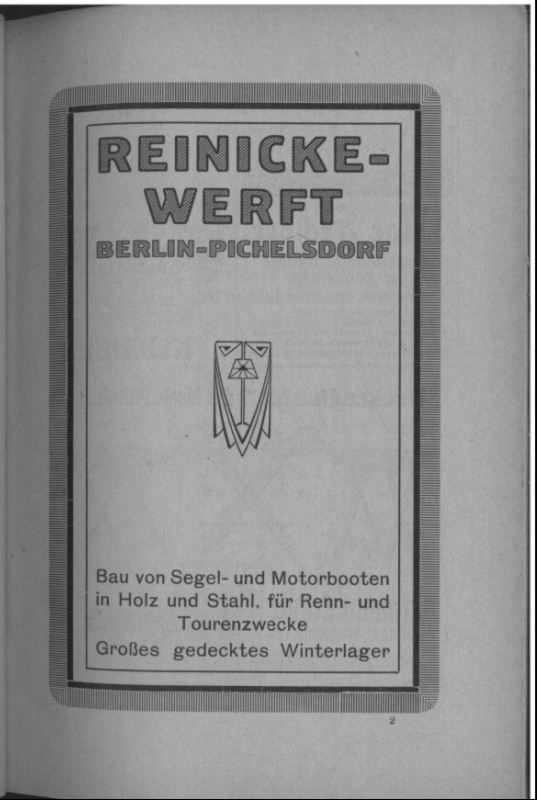 REINICKE-
WERFT
BERLIN-PICHELSDORF
Bau von Segel- und Motorbooten
in Holz und Stahl, für Renn- und
Tourenzwecke
Großes gedecktes Winterlager
2